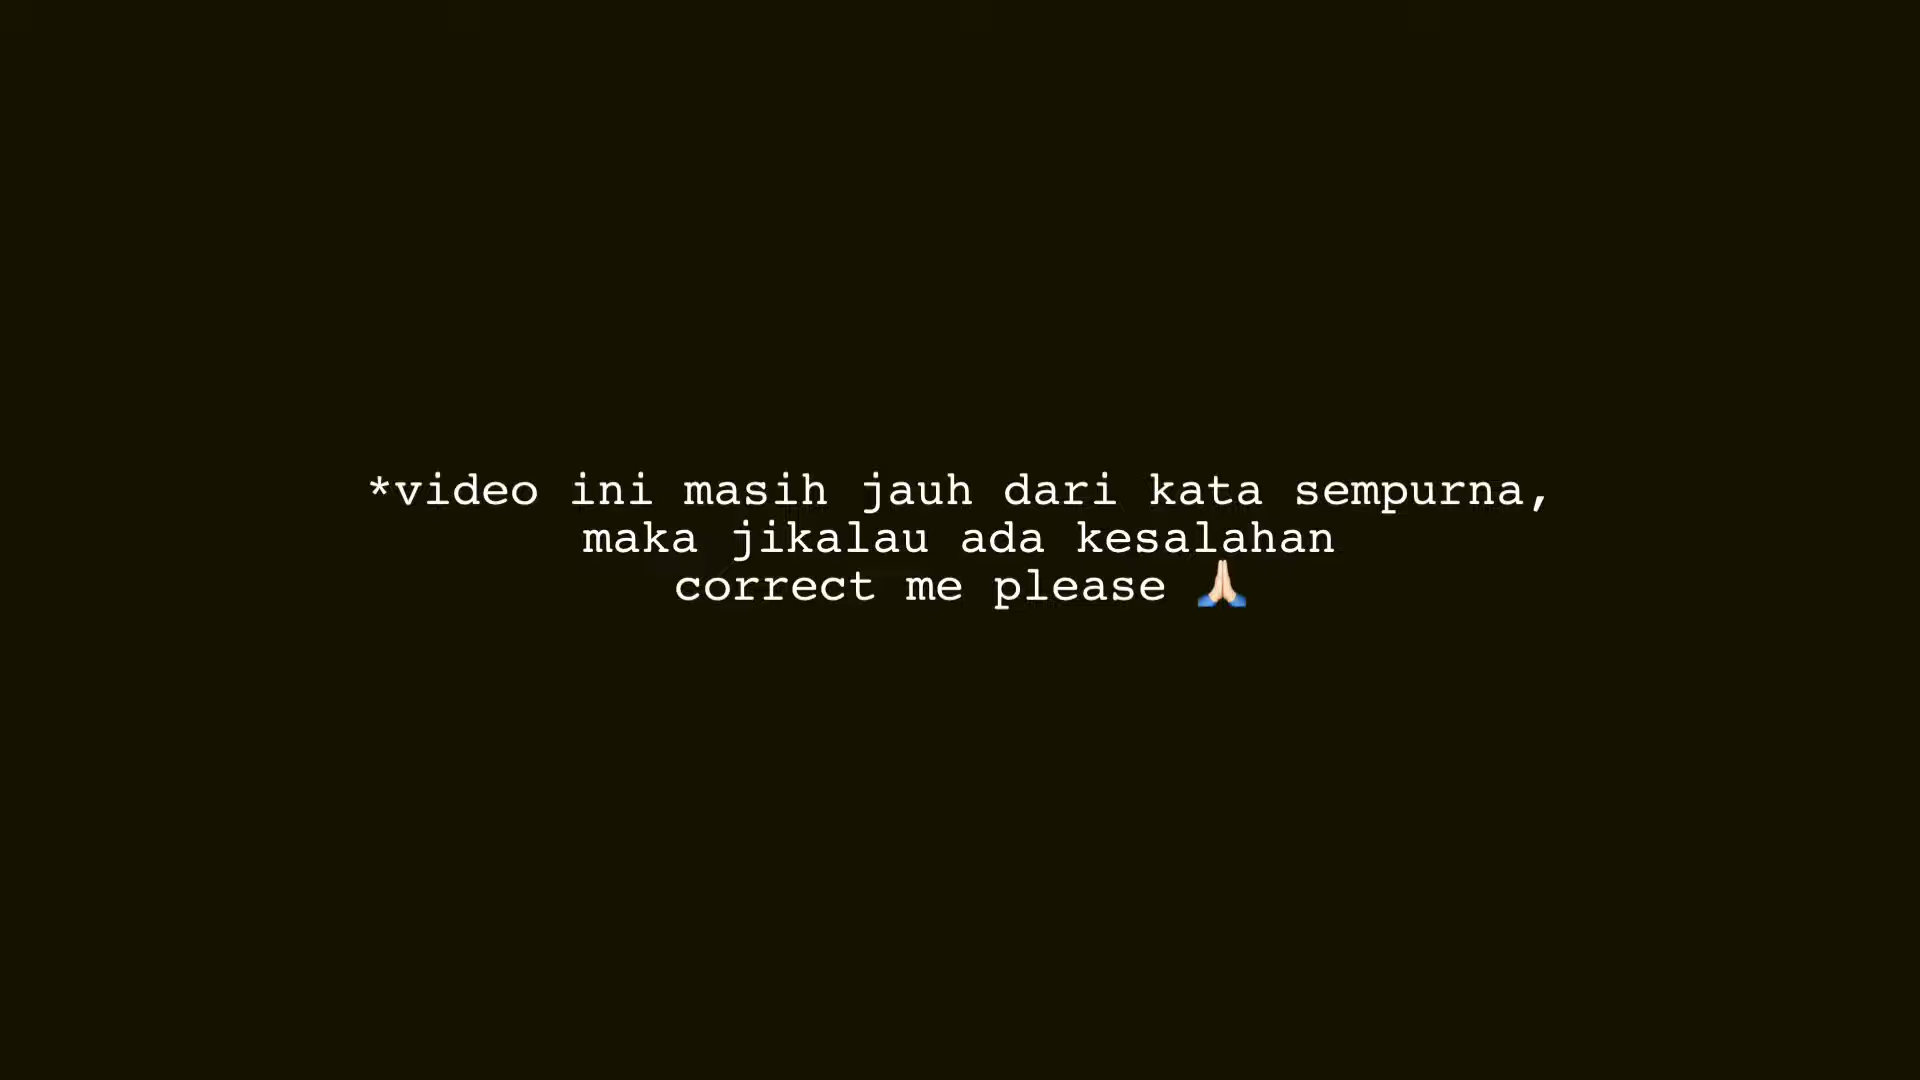 *video ini masih jauh dari kata sempurna,
maka jikalau ada kesalahan
correct me please 🙏🏻